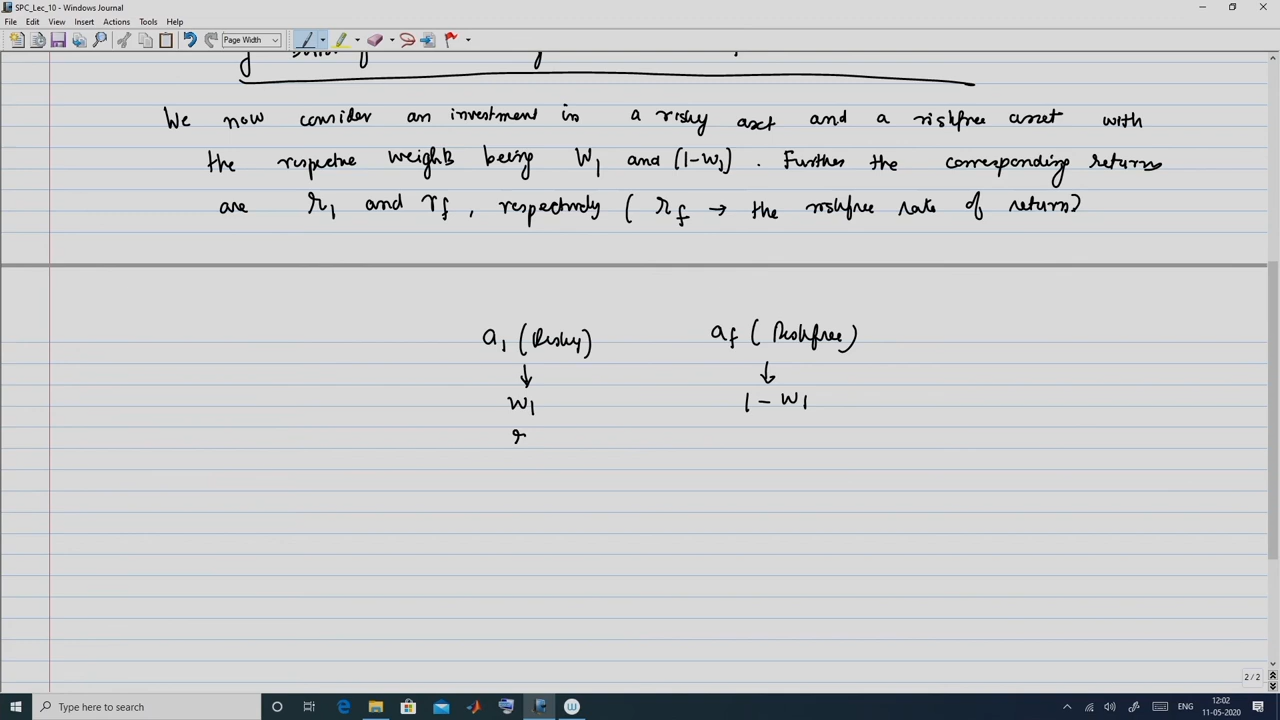 SPC_Lec_10 - Windows Journal
File Edit View Insert Actions Tools Help
Page Width
We now consider an investment in a risky asset and a riskfree asset with
the respective weights being W1 and (1-w1). Further the corresponding returns
are r1 and rf, respectively (rf → the riskfree rate of return)
a1 (Risky) af (Riskfree)
↓ ↓
w1 1 - w1
r
2/2
Type here to search
ENG
12:02
11-05-2020